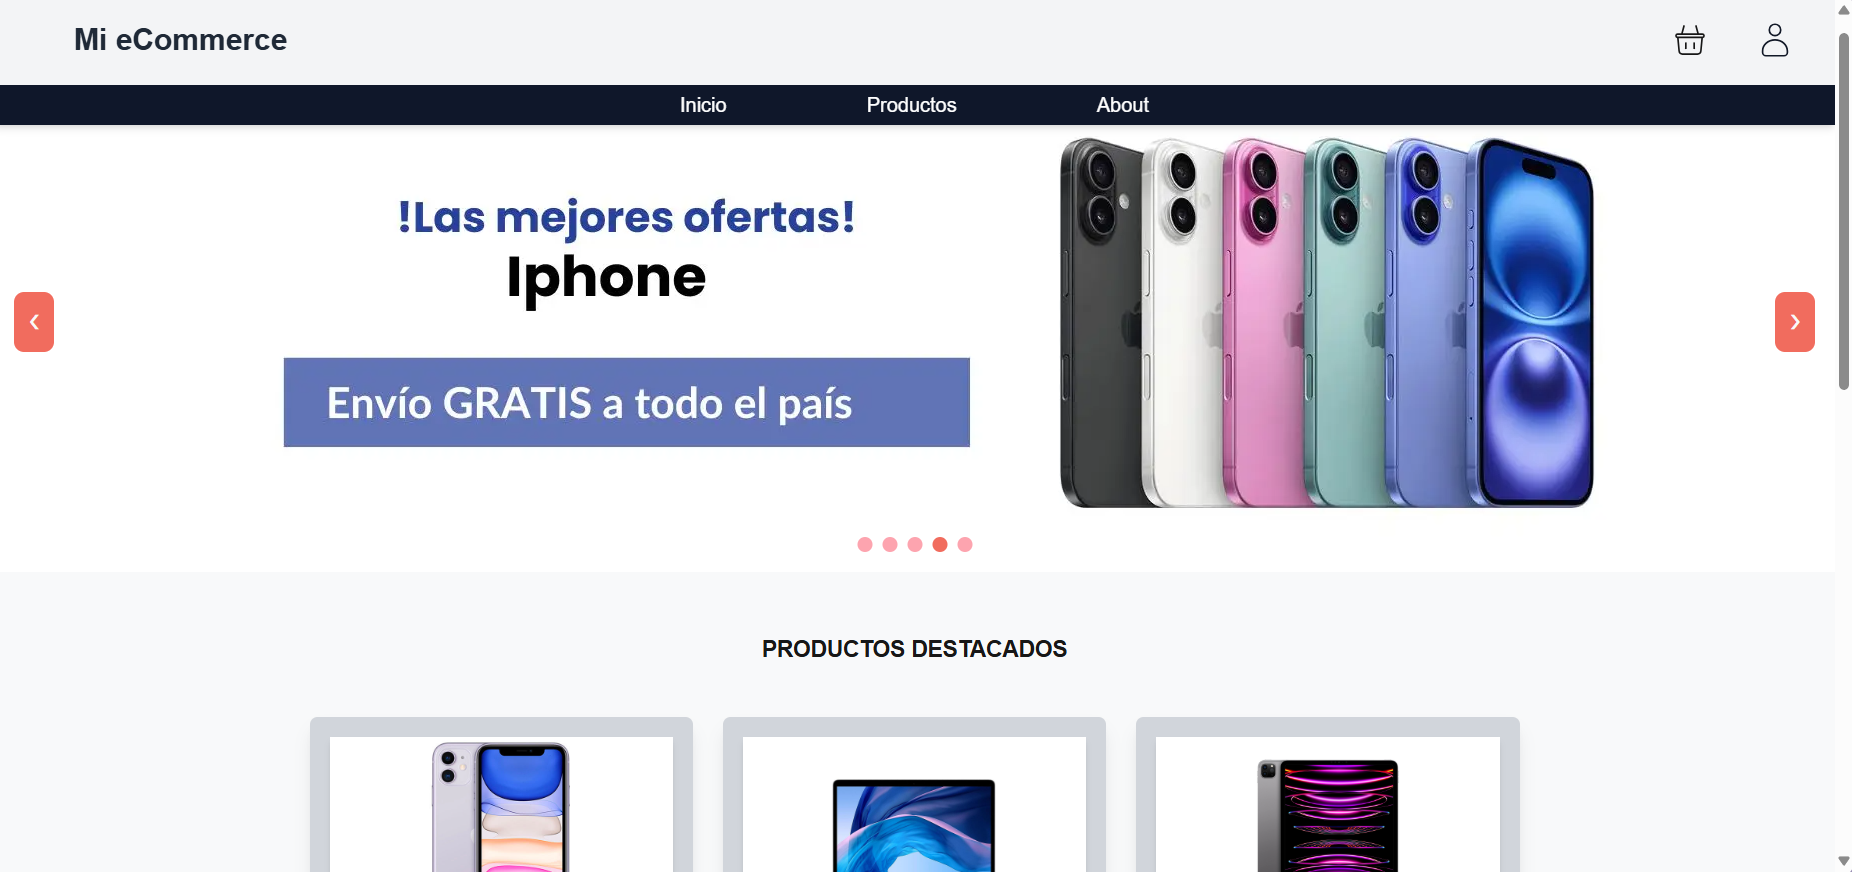 Mi eCommerce
Inicio
Productos
About
!Las mejores ofertas!
Iphone
Envío GRATIS a todo el país
PRODUCTOS DESTACADOS